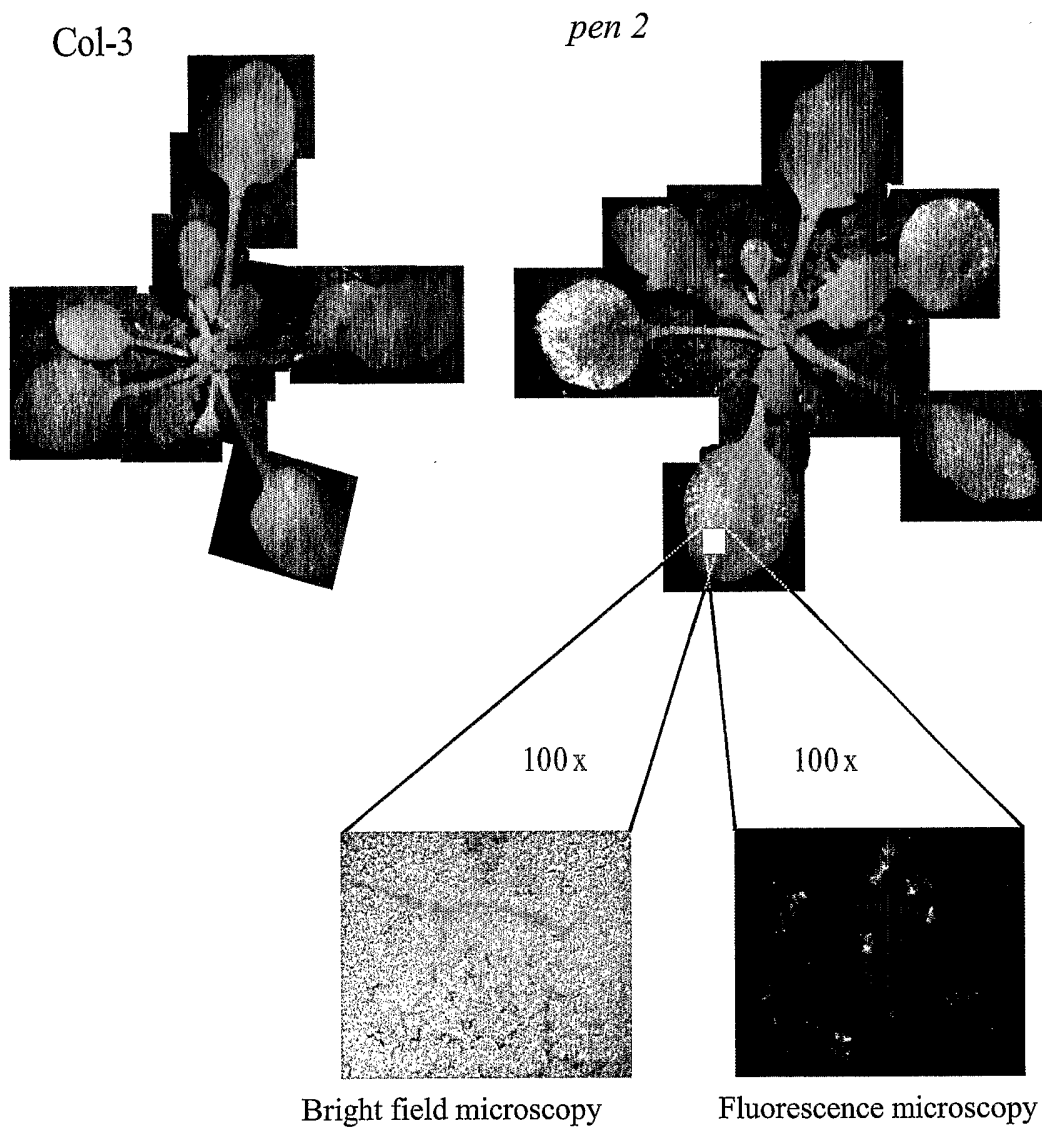 Col-3
pen 2
100 x
100 x
Bright field microscopy
Fluorescence microscopy